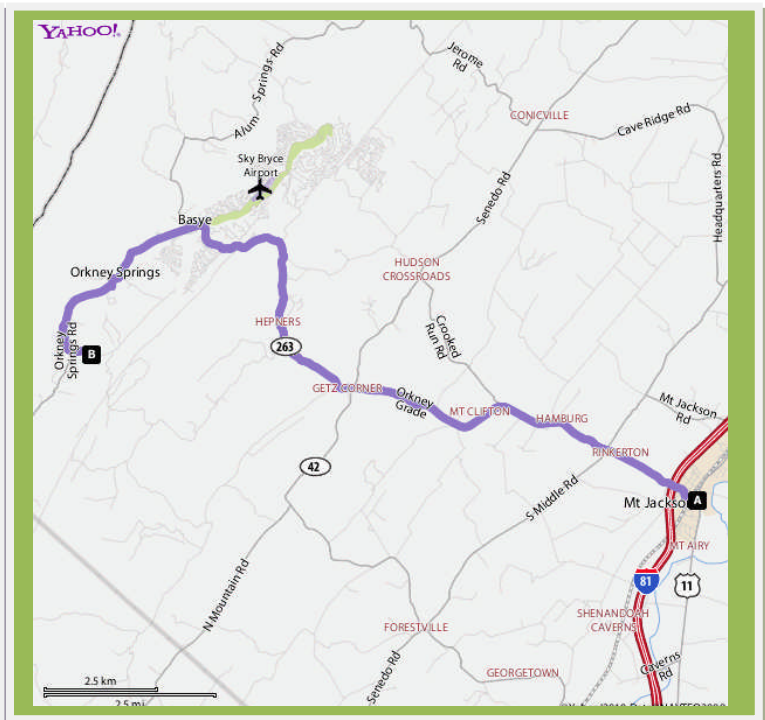 YAHOO!
Jerome
Rd
Alum Springs Rd
CONICVILLE
Cave Ridge Rd
Sky Bryce
Airport
Headquarters Rd
Senedo Rd
Basye
HUDSON
CROSSROADS
Orkney Springs
HEPNERS
Crooked
Run Rd
Orkney
Springs Rd
B
263
GETZ CORNER
Orkney
Grade
MT CLIFTON
HAMBURG
Mt Jackson
Rd
RINKERTON
42
S Middle Rd
Mt Jackso
A
MT AIRY
81
11
N Mountain Rd
SHENANDOAH
CAVERNS
FORESTVILLE
Senedo Rd
GEORGETOWN
Caverns
Rd
2.5 km
2.5 mi